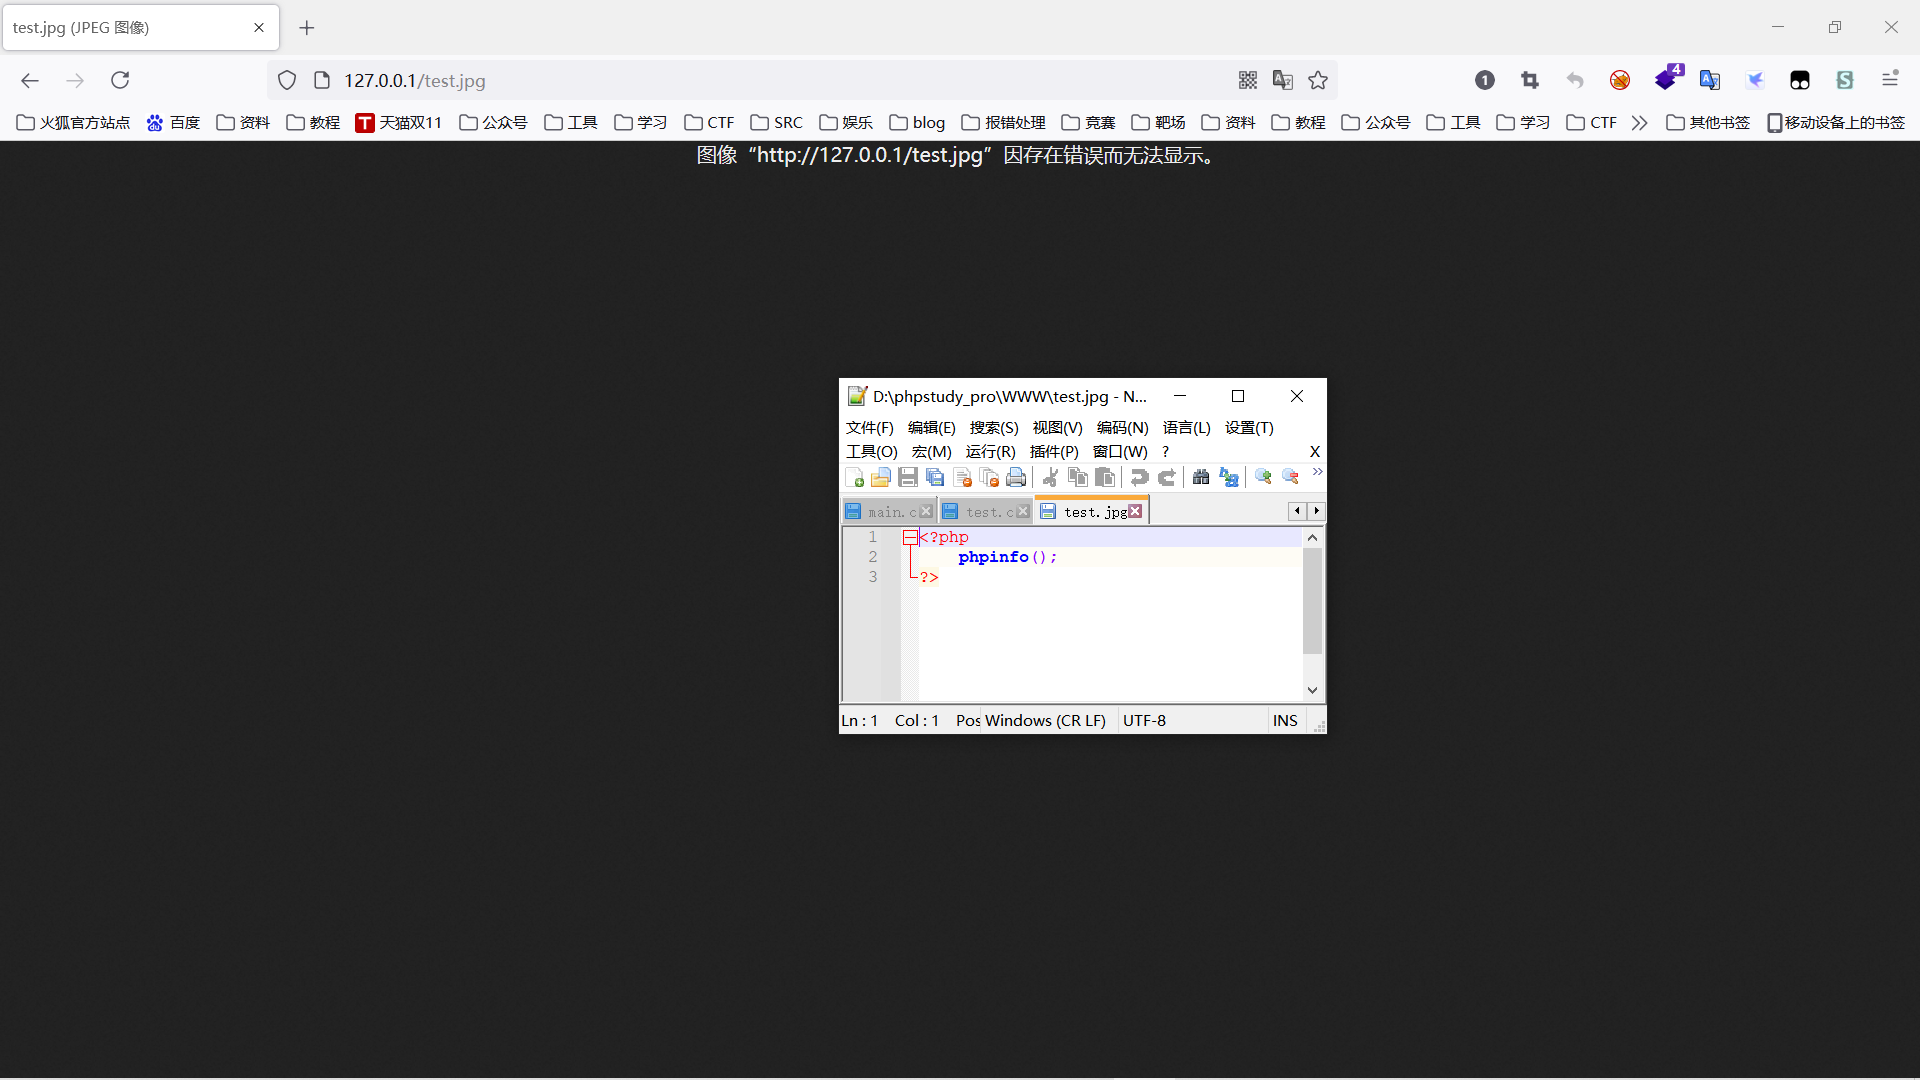 test.jpg (JPEG 图像)
127.0.0.1/test.jpg
1
4
火狐官方站点 百度 资料 教程 天猫双11 公众号 工具 学习 CTF SRC 娱乐 blog 报错处理 竞赛 靶场 资料 教程 公众号 工具 学习 CTF 其他书签 移动设备上的书签
图像“http://127.0.0.1/test.jpg”因存在错误而无法显示。
D:\phpstudy_pro\WWW\test.jpg - N...
文件(F) 编辑(E) 搜索(S) 视图(V) 编码(N) 语言(L) 设置(T)
工具(O) 宏(M) 运行(R) 插件(P) 窗口(W) ? X
main.c test.c test.jpg
1 <?php
2 phpinfo();
3 ?>
Ln : 1 Col : 1 Pos Windows (CR LF) UTF-8 INS